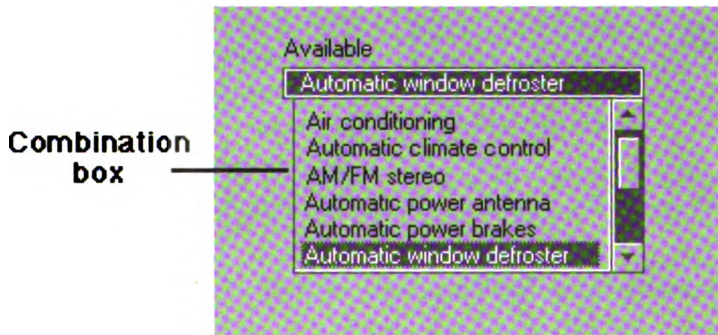 Available
Automatic window defroster
Air conditioning
Automatic climate control
AM/FM stereo
Automatic power antenna
Automatic power brakes
Automatic window defroster
Combination
box